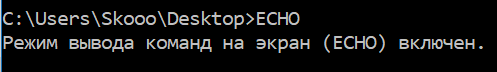 C:\Users\Skooo\Desktop>ECHO
Режим вывода команд на экран (ECHO) включен.